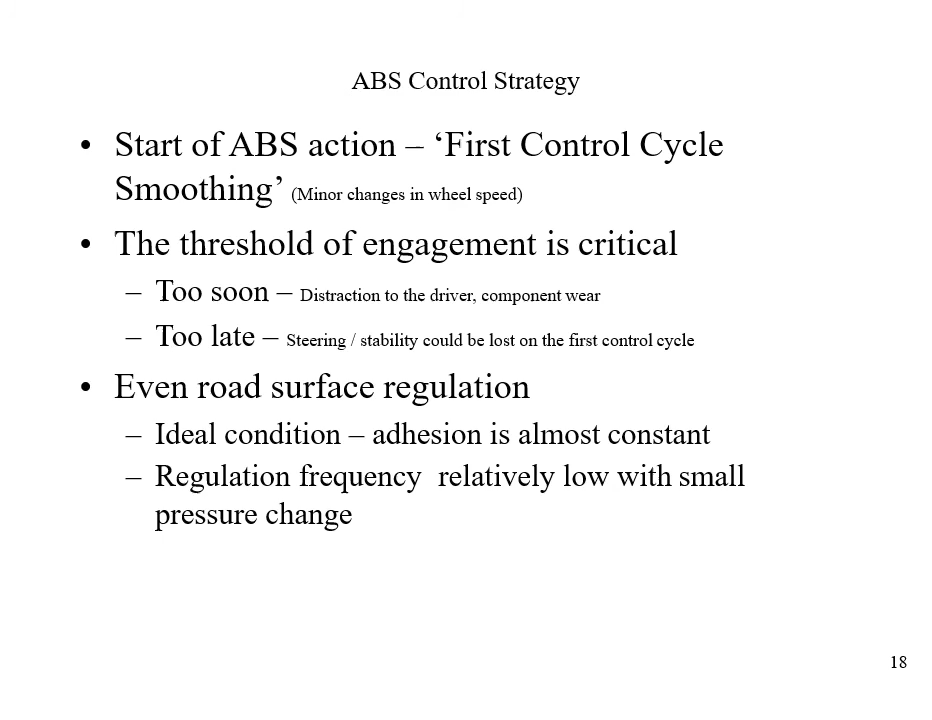 ABS Control Strategy
• Start of ABS action – ‘First Control Cycle
Smoothing’ (Minor changes in wheel speed)
• The threshold of engagement is critical
– Too soon – Distraction to the driver, component wear
– Too late – Steering / stability could be lost on the first control cycle
• Even road surface regulation
– Ideal condition – adhesion is almost constant
– Regulation frequency  relatively low with small
pressure change
18